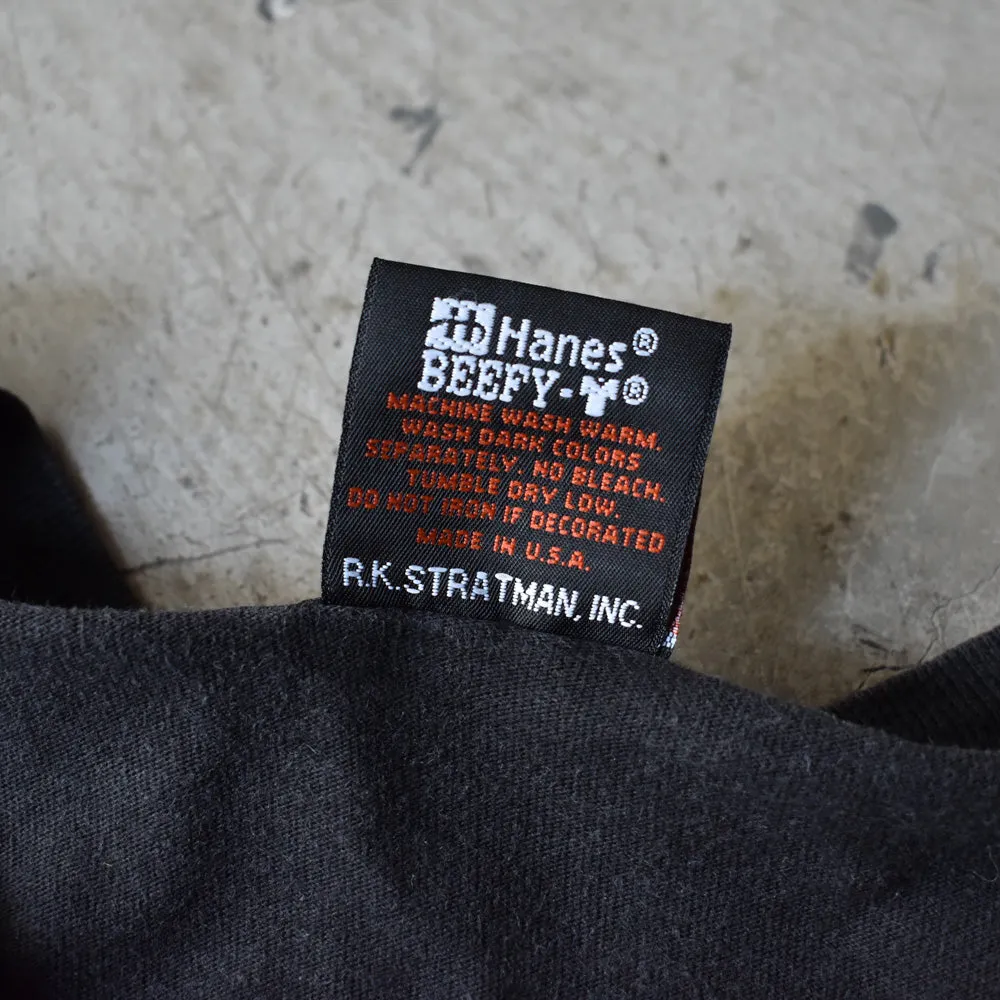 Hanes®
BEEFY-T®
MACHINE WASH WARM.
WASH DARK COLORS
SEPARATELY. NO BLEACH.
TUMBLE DRY LOW.
DO NOT IRON IF DECORATED
MADE IN U.S.A.
R.K.STRATMAN, INC.